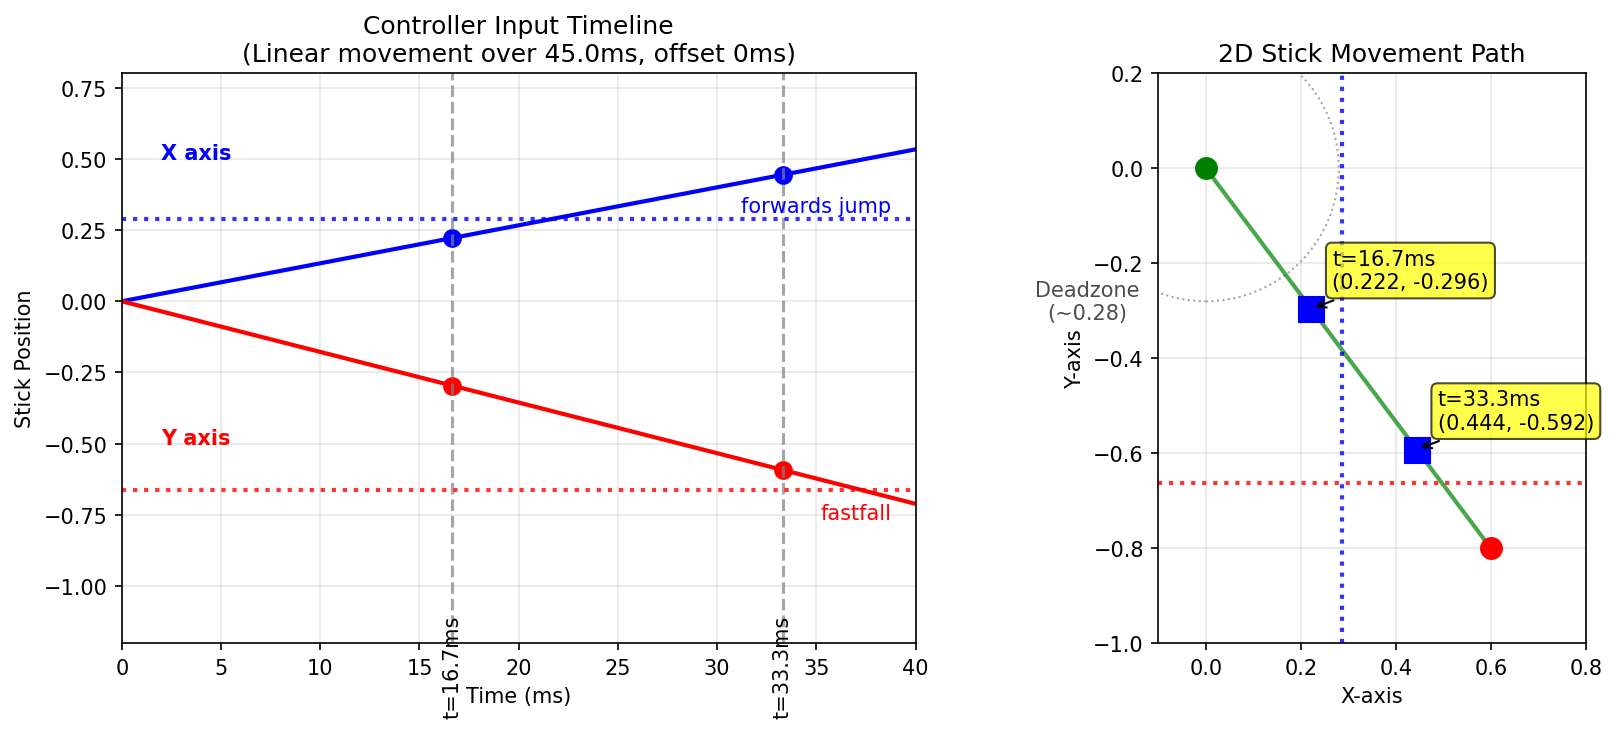 Controller Input Timeline
(Linear movement over 45.0ms, offset 0ms)
0.75
0.50
0.25
0.00
−0.25
−0.50
−0.75
−1.00
Stick Position
X axis
forwards jump
Y axis
fastfall
0 5 10 15 20 25 30 35 40
t=16.7ms
t=33.3ms
Time (ms)
2D Stick Movement Path
0.2
0.0
−0.2
−0.4
−0.6
−0.8
−1.0
Y-axis
Deadzone
(~0.28)
t=16.7ms
(0.222, -0.296)
t=33.3ms
(0.444, -0.592)
0.0 0.2 0.4 0.6 0.8
X-axis